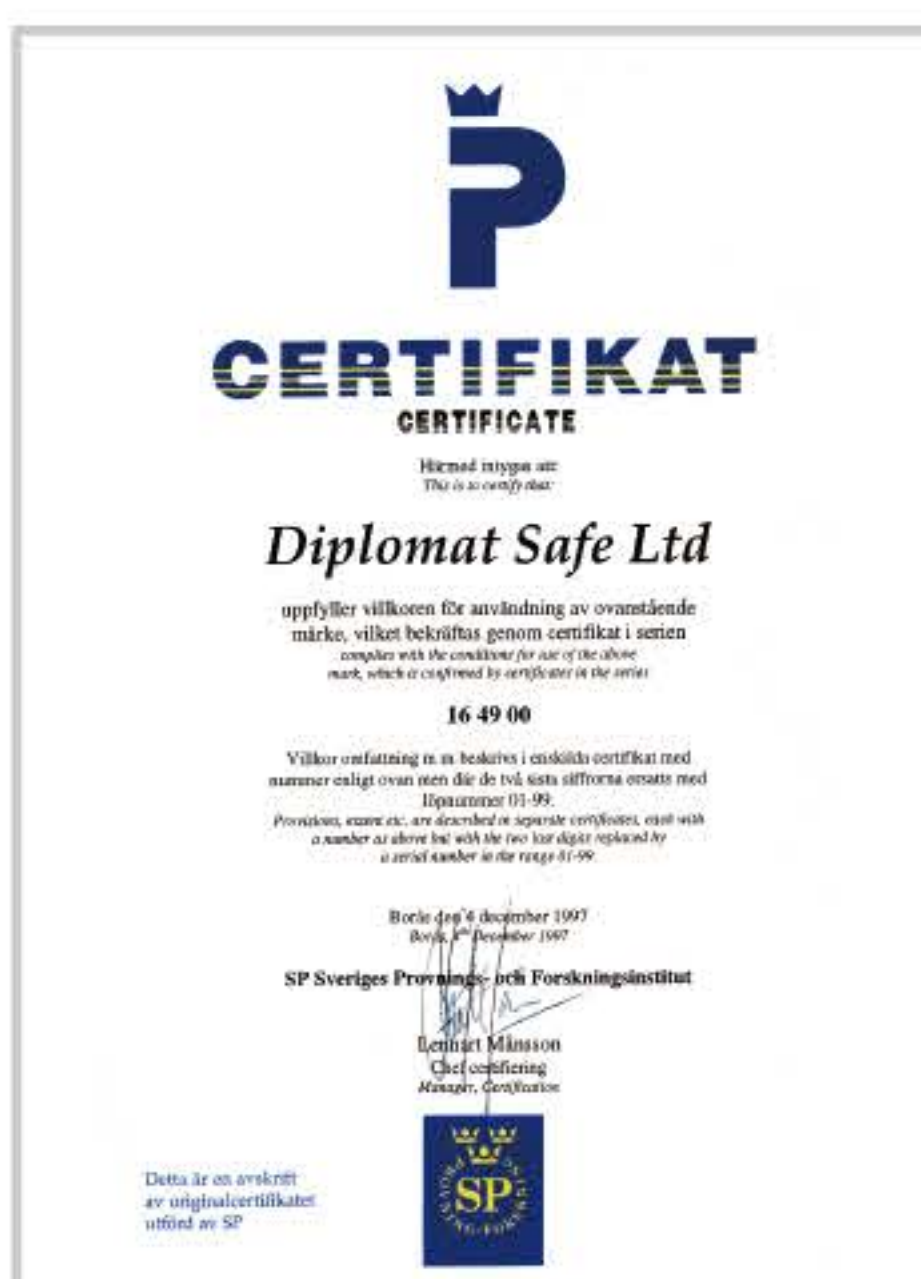 P
CERTIFIKAT
CERTIFICATE
Härmed intygas att
This is to certify that:
Diplomat Safe Ltd
uppfyller villkoren för användning av ovanstående
märke, vilket bekräftas genom certifikat i serien
complies with the conditions for use of the above
mark, which is confirmed by certificates in the series
16 49 00
Villkor omfattning m m beskrivs i enskilda certifikat med
nummer enligt ovan men där de två sista siffrorna ersatts med
löpnummer 01-99.
Provisions, extent etc. are described in separate certificates, each with
a number as above but with the two last digits replaced by
a serial number in the range 01-99.
Borås den 4 december 1997
Borås, 4th December 1997
SP Sveriges Provnings- och Forskningsinstitut
Lennart Månsson
Chef certifiering
Manager, Certification
SP
PROVNING-FORSKNING
Detta är en avskrift
av originalcertifikatet
utförd av SP